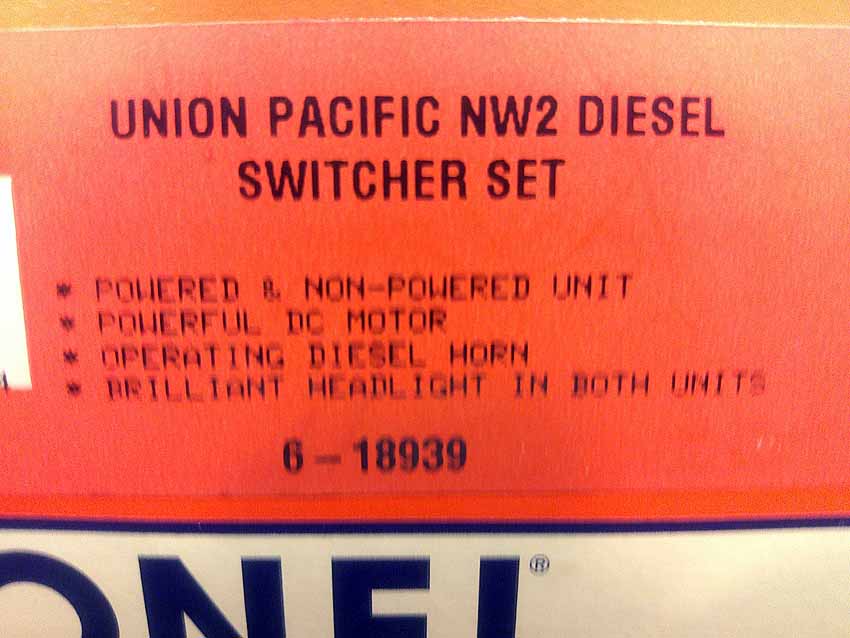 UNION PACIFIC NW2 DIESEL
SWITCHER SET
* POWERED & NON-POWERED UNIT
* POWERFUL DC MOTOR
* OPERATING DIESEL HORN
* BRILLIANT HEADLIGHT IN BOTH UNITS
6-18939
ONEL®